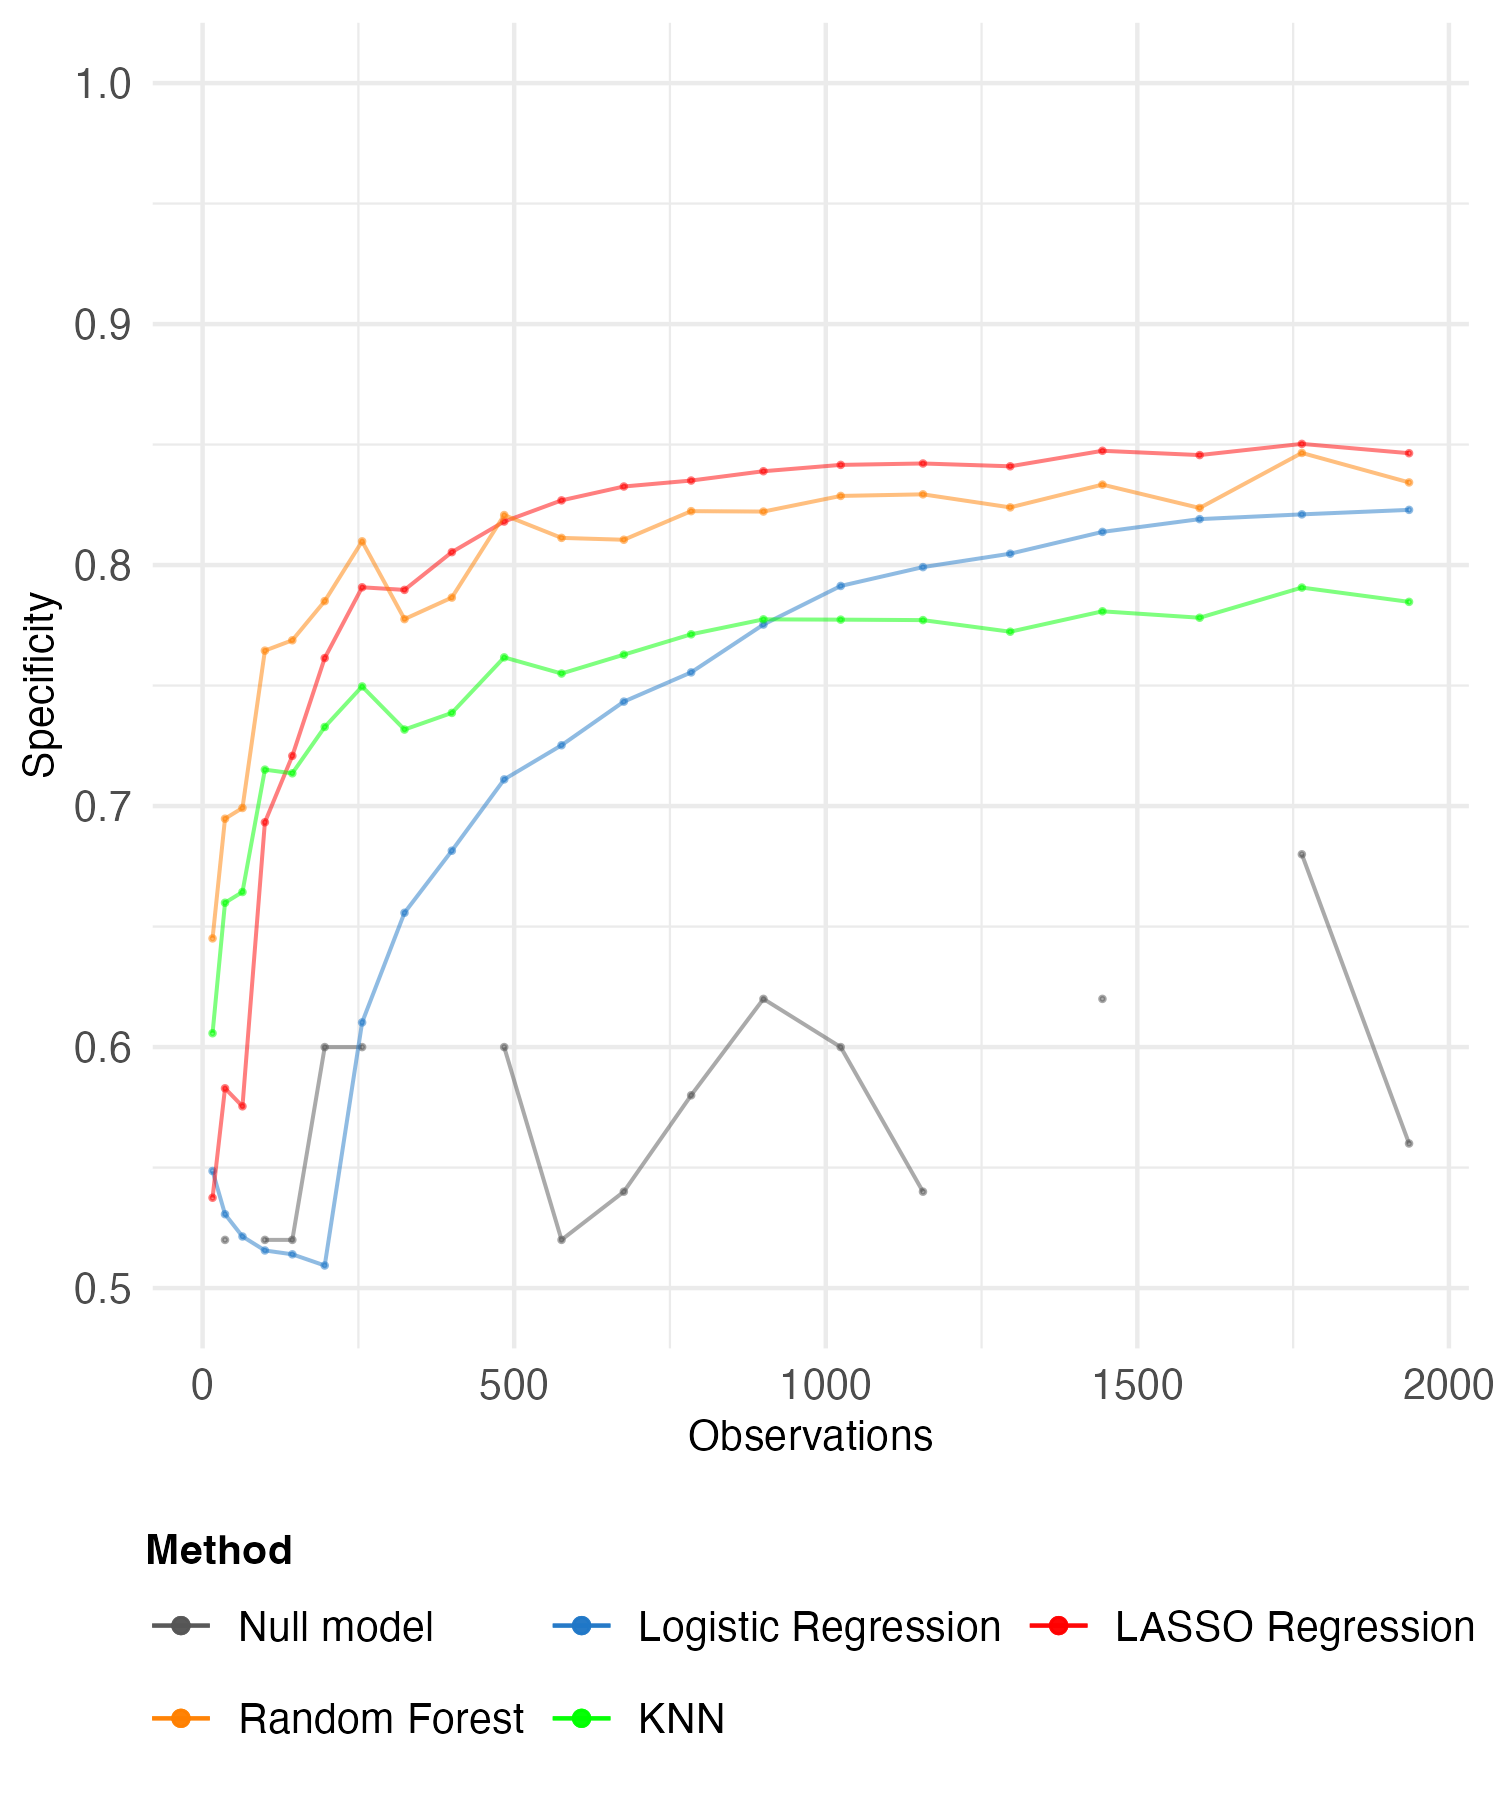 1.0
0.9
0.8
0.7
0.6
0.5
Specificity
0 500 1000 1500 2000
Observations
Method
Null model Logistic Regression LASSO Regression
Random Forest KNN